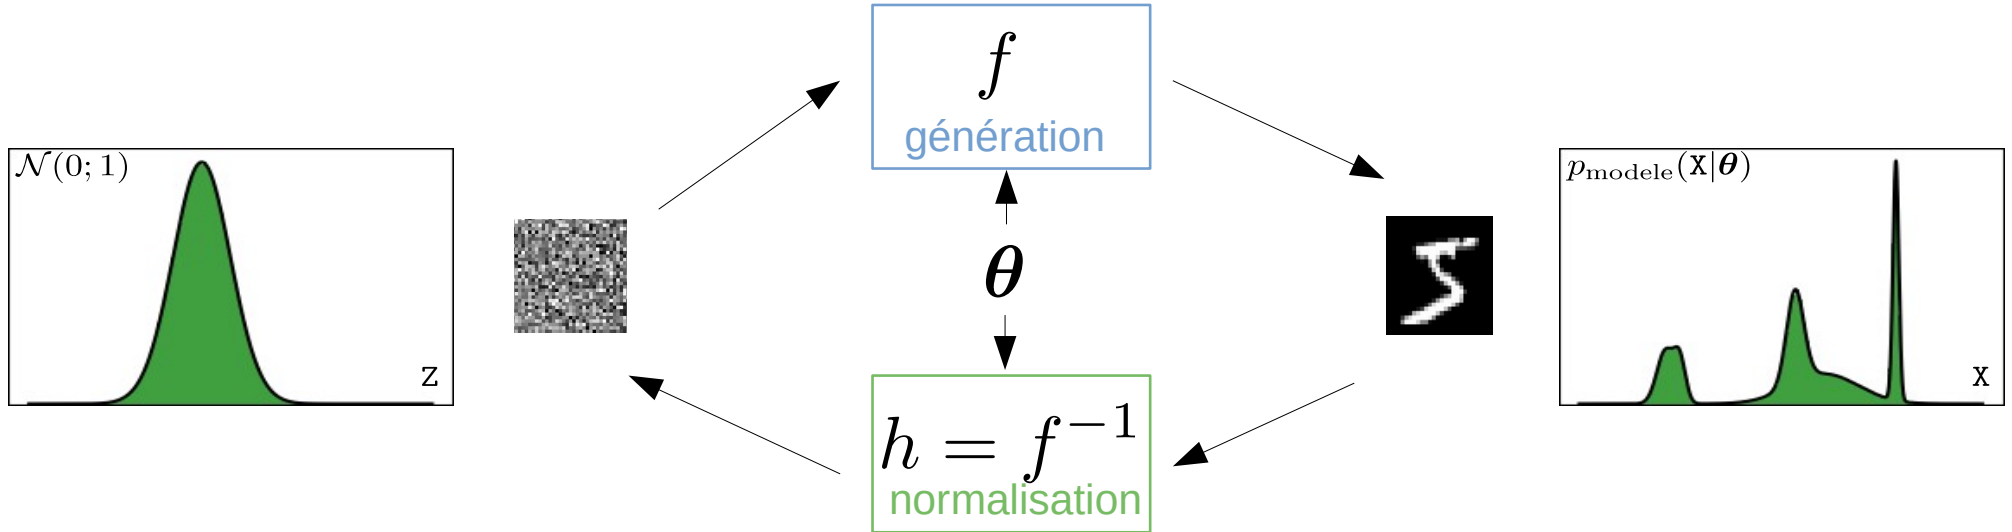 𝒩(0; 1)
z
f
génération
θ
h = f⁻¹
normalisation
p_modele(x|θ)
x